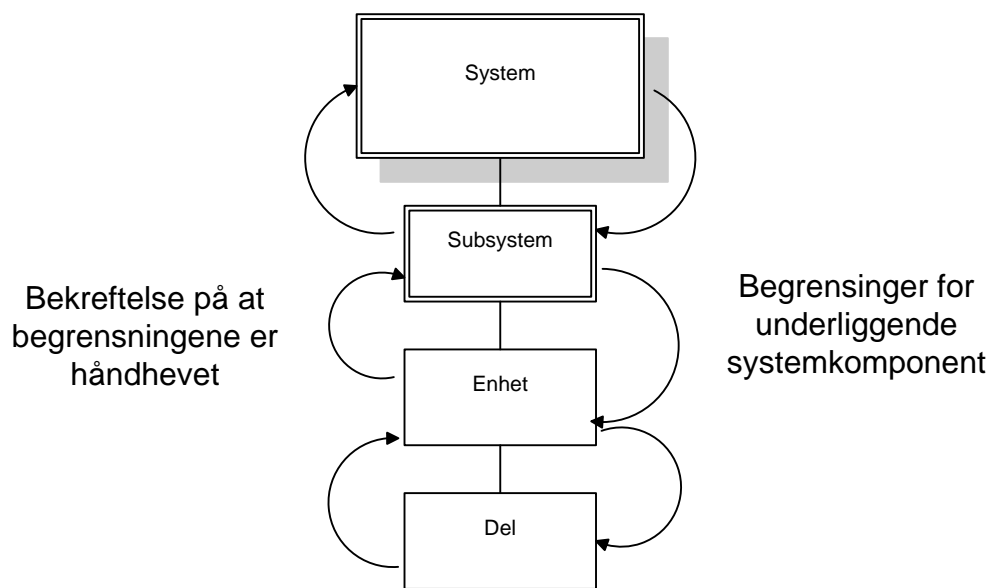 System
Subsystem
Bekreftelse på at
begrensningene er
håndhevet
Begrensinger for
underliggende
systemkomponent
Enhet
Del